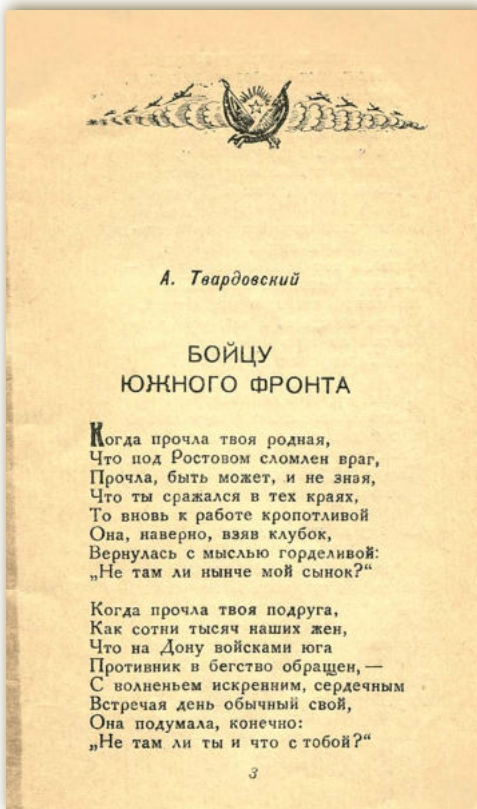 А. Твардовский
БОЙЦУ
ЮЖНОГО ФРОНТА
Когда прочла твоя родная,
Что под Ростовом сломлен враг,
Прочла, быть может, и не зная,
Что ты сражался в тех краях,
То вновь к работе кропотливой
Она, наверно, взяв клубок,
Вернулась с мыслью горделивой:
„Не там ли нынче мой сынок?“
Когда прочла твоя подруга,
Как сотни тысяч наших жен,
Что на Дону войсками юга
Противник в бегство обращен, —
С волненьем искренним, сердечным
Встречая день обычный свой,
Она подумала, конечно:
„Не там ли ты и что с тобой?“
3